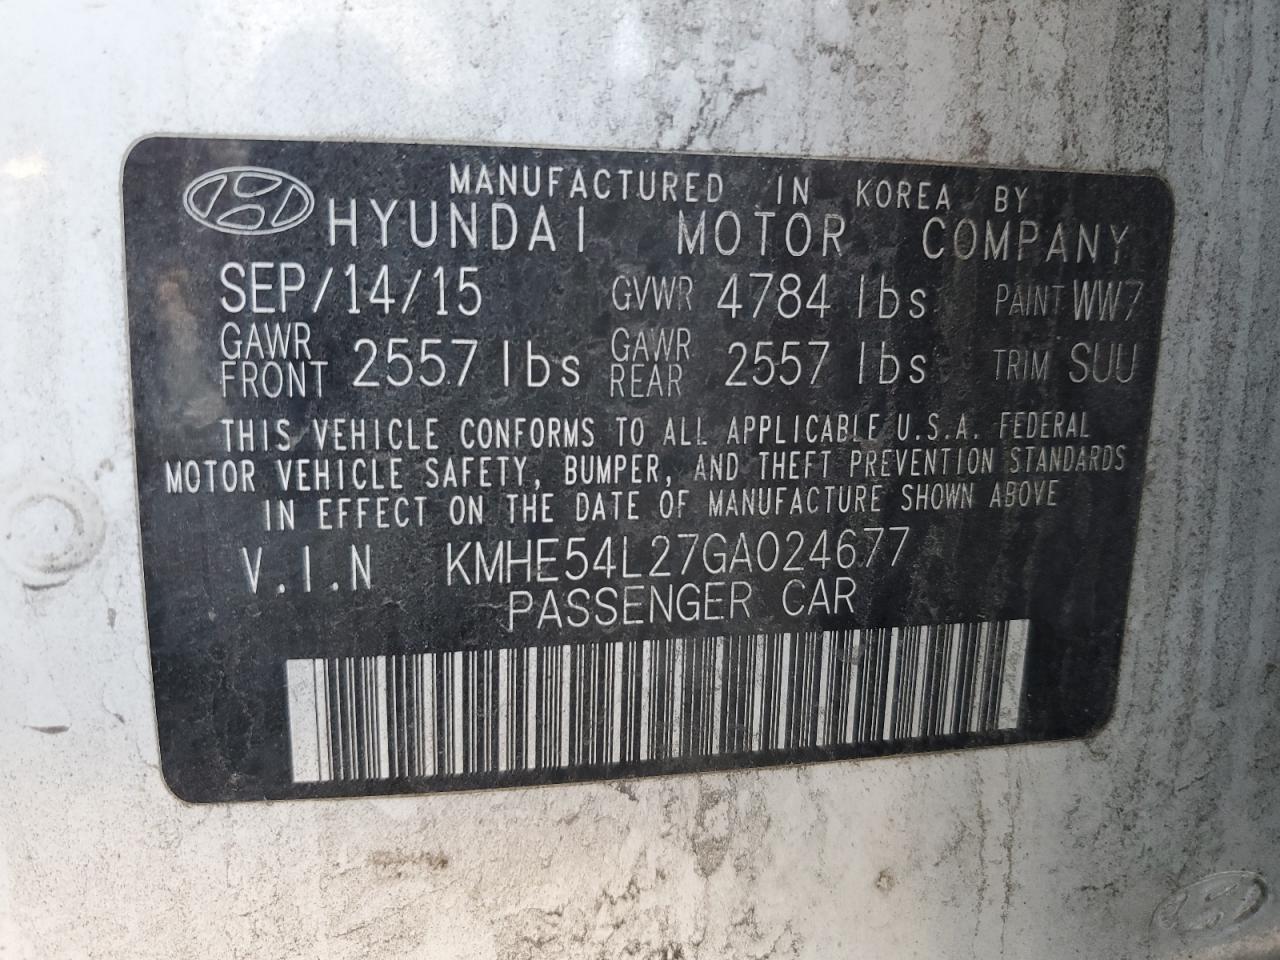 MANUFACTURED IN KOREA BY
HYUNDAI MOTOR COMPANY
SEP/14/15 GVWR 4784 lbs PAINT WW7
GAWR FRONT 2557 lbs GAWR REAR 2557 lbs TRIM SUU
THIS VEHICLE CONFORMS TO ALL APPLICABLE U.S.A. FEDERAL
MOTOR VEHICLE SAFETY, BUMPER, AND THEFT PREVENTION STANDARDS
IN EFFECT ON THE DATE OF MANUFACTURE SHOWN ABOVE
V.I.N KMHE54L27GA024677
PASSENGER CAR